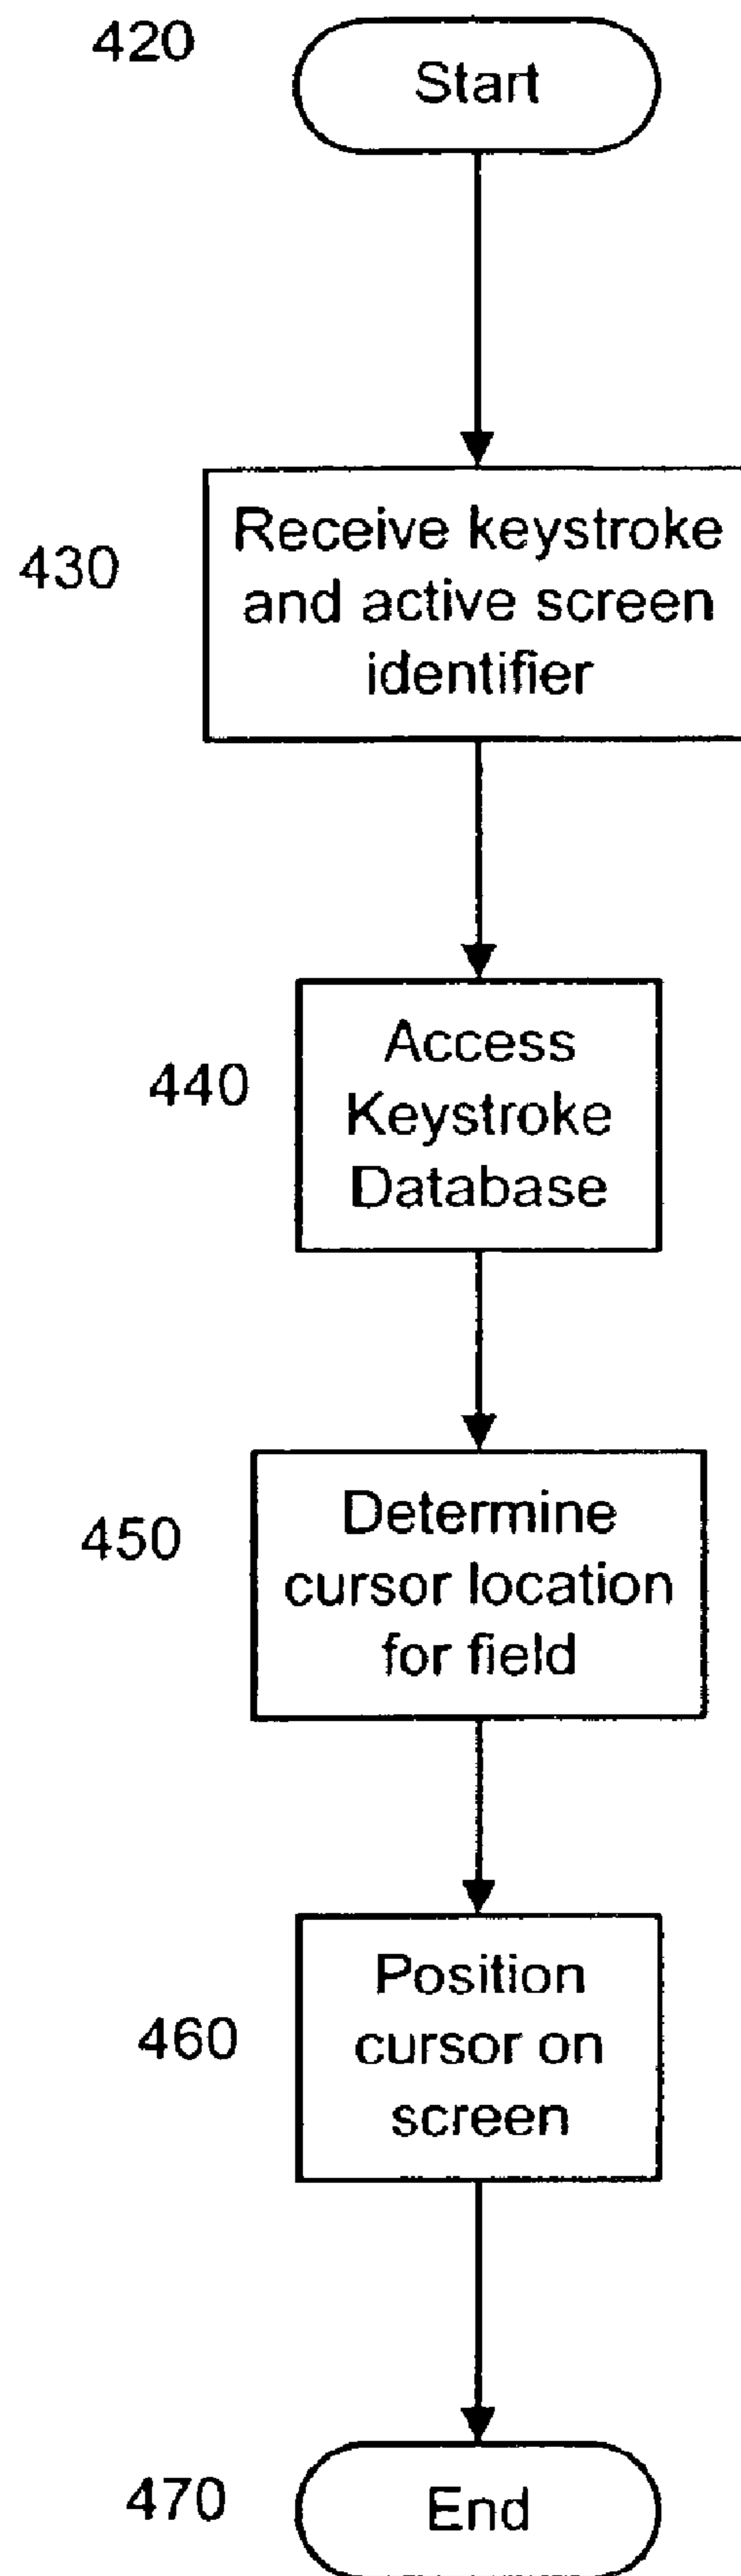 420
Start
430
Receive keystroke
and active screen
identifier
440
Access
Keystroke
Database
450
Determine
cursor location
for field
460
Position
cursor on
screen
470
End